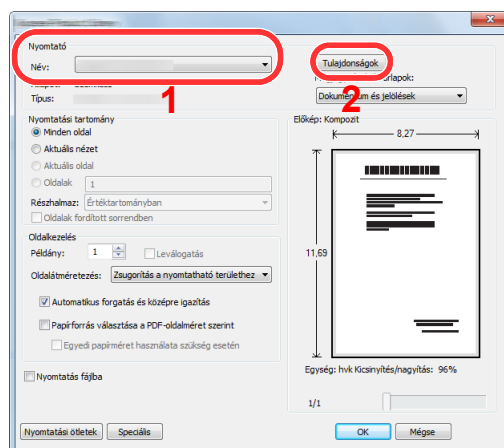 Nyomtató
Név:
Tulajdonságok
Típus:
1
2
Dokumentum és jelölések
Nyomtatási tartomány
Minden oldal
Aktuális nézet
Aktuális oldal
Oldalak 1
Részhalmaz: Értéktartományban
Oldalak fordított sorrendben
Előkép: Kompozit
8,27
11,69
Oldalkezelés
Példány: 1 Leválogatás
Oldalátméretezés: Zsugorítás a nyomtatható területhez
Automatikus forgatás és középre igazítás
Papírforrás választása a PDF-oldalméret szerint
Egyedi papírméret használata szükség esetén
Nyomtatás fájlba
Egység: hvk Kicsinyítés/nagyítás: 96%
1/1
Nyomtatási ötletek Speciális OK Mégse